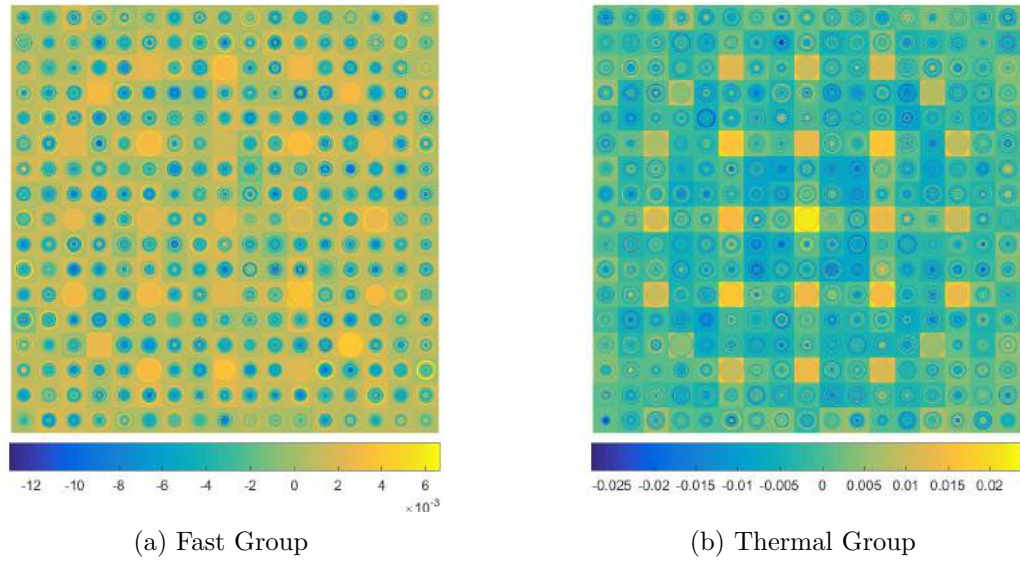 -12 -10 -8 -6 -4 -2 0 2 4 6
×10⁻³
-0.025 -0.02 -0.015 -0.01 -0.005 0 0.005 0.01 0.015 0.02
(a) Fast Group
(b) Thermal Group